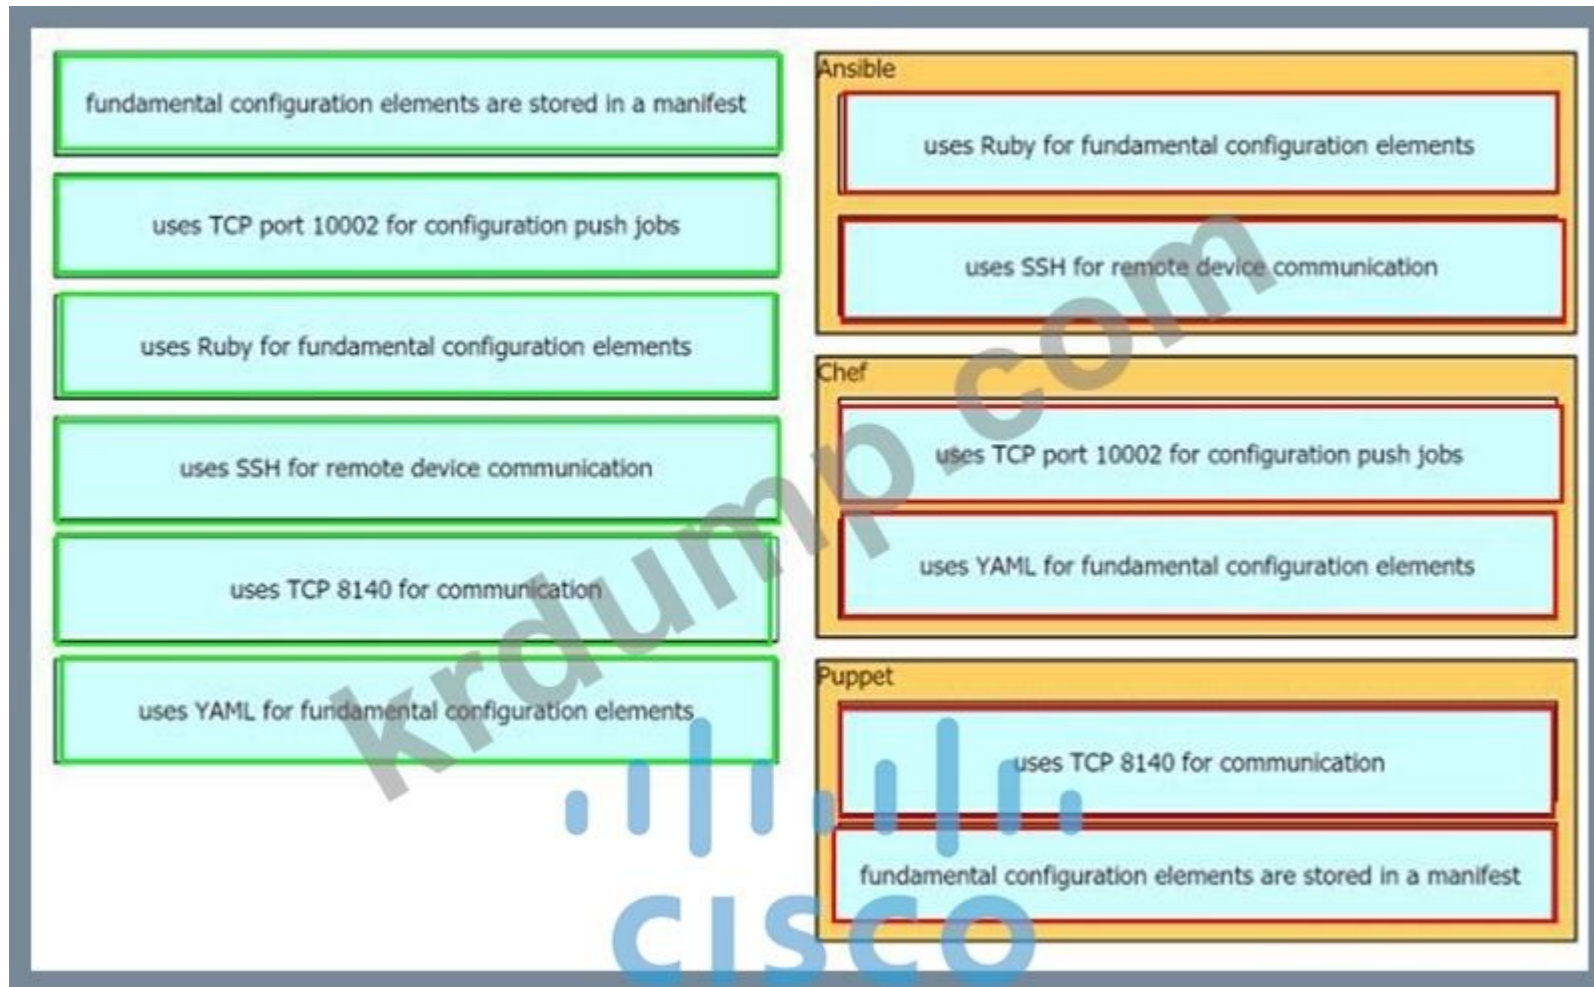 fundamental configuration elements are stored in a manifest
uses TCP port 10002 for configuration push jobs
uses Ruby for fundamental configuration elements
uses SSH for remote device communication
uses TCP 8140 for communication
uses YAML for fundamental configuration elements
Ansible
uses Ruby for fundamental configuration elements
uses SSH for remote device communication
Chef
uses TCP port 10002 for configuration push jobs
uses YAML for fundamental configuration elements
Puppet
uses TCP 8140 for communication
fundamental configuration elements are stored in a manifest
krdump.com
CISCO